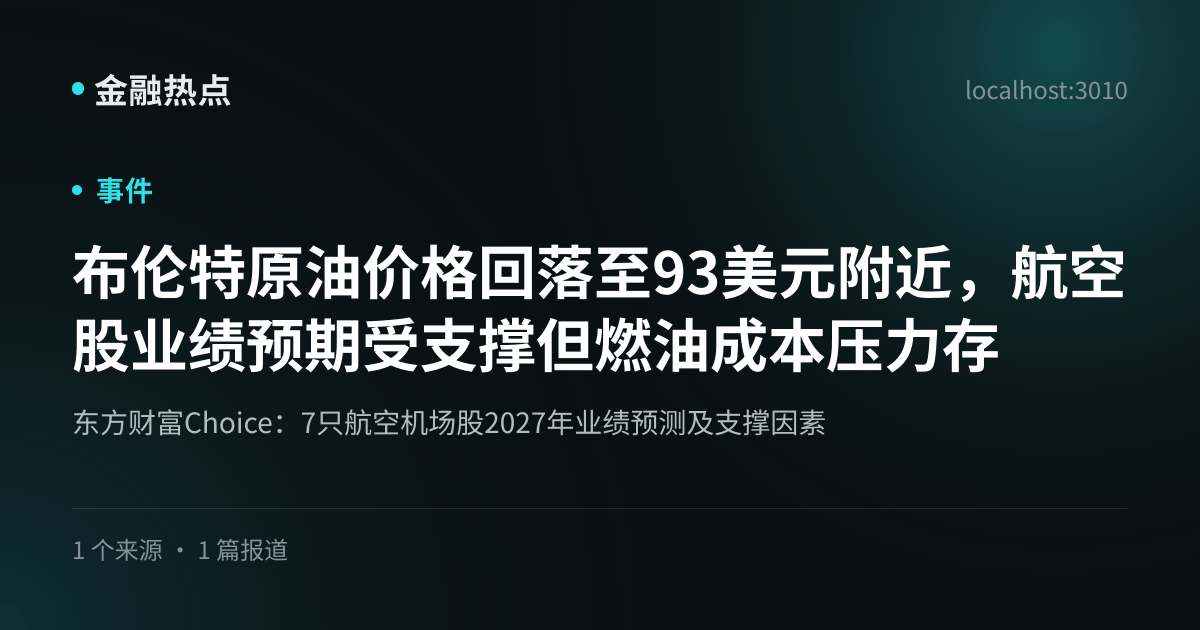 金融热点
localhost:3010
事件
布伦特原油价格回落至93美元附近，航空
股业绩预期受支撑但燃油成本压力存
东方财富Choice：7只航空机场股2027年业绩预测及支撑因素
1 个来源 · 1 篇报道